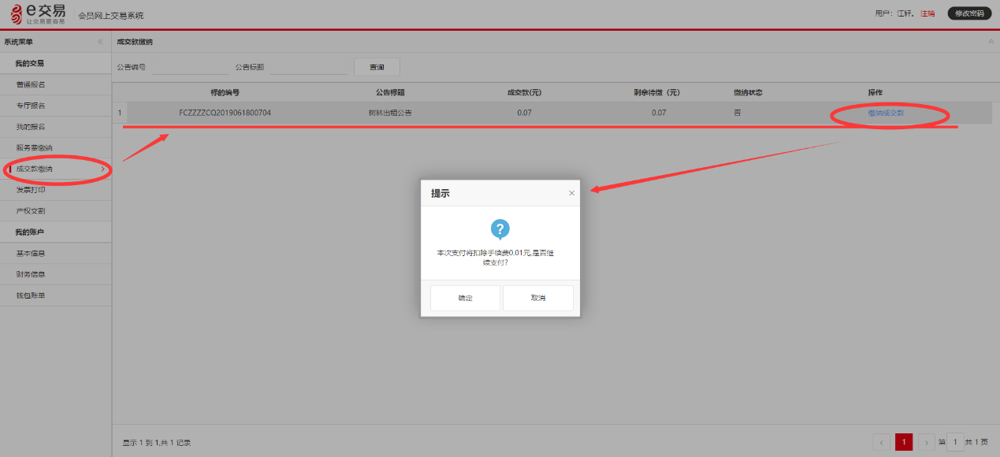 e交易
让交易更容易
会员网上交易系统
用户：江轩。 注销 修改密码
系统菜单
成交款缴纳
我的交易
普通报名
专厅报名
我的报名
服务费缴纳
成交款缴纳
发票打印
产权交割
我的账户
基本信息
财务信息
钱包账单
公告编号
公告标题
查询
标的编号 公告标题 成交款(元) 剩余待缴（元） 缴纳状态 操作
1 FCZZZZCQ2019061800704 树林出租公告 0.07 0.07 否 缴纳成交款
提示
本次支付将扣除手续费0.01元,是否继
续支付?
确定 取消
显示 1 到 1,共 1 记录
1 第 1 共 1 页